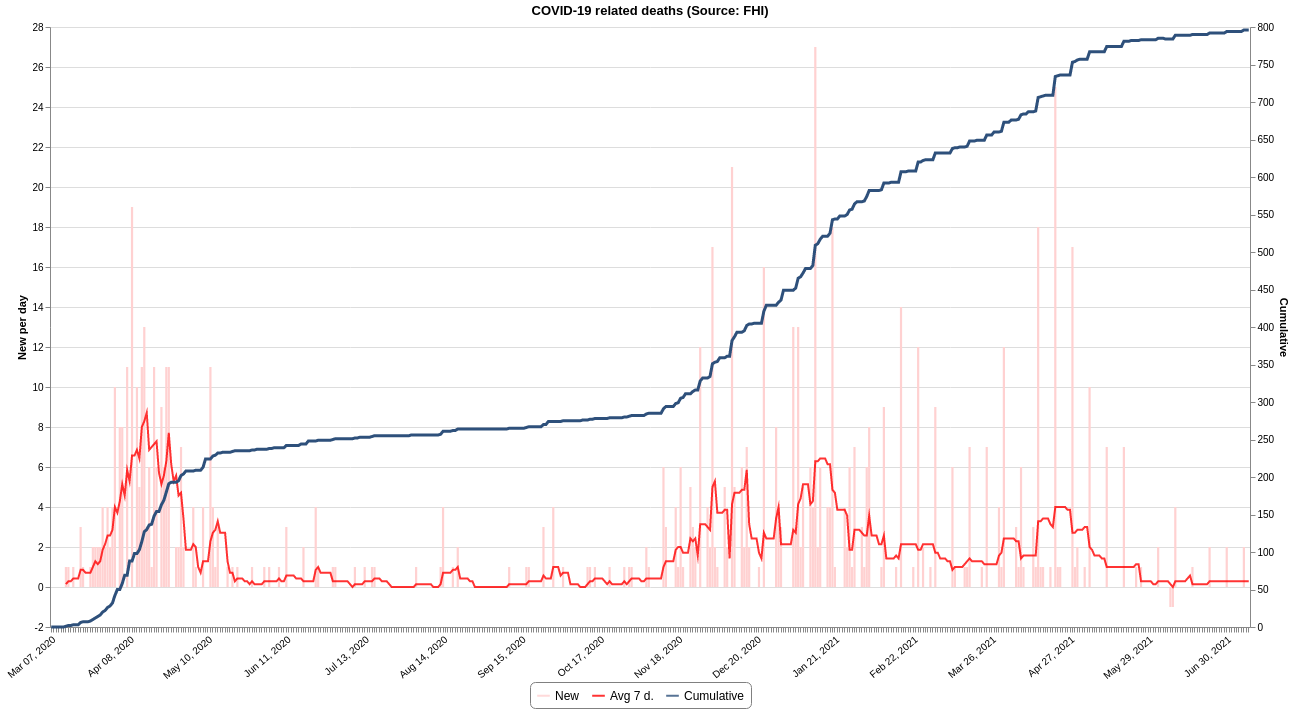 COVID-19 related deaths (Source: FHI)
28
26
24
22
20
18
16
14
12
10
8
6
4
2
0
-2
New per day
800
750
700
650
600
550
500
450
400
350
300
250
200
150
100
50
0
Cumulative
Mar 07, 2020
Apr 08, 2020
May 10, 2020
Jun 11, 2020
Jul 13, 2020
Aug 14, 2020
Sep 15, 2020
Oct 17, 2020
Nov 18, 2020
Dec 20, 2020
Jan 21, 2021
Feb 22, 2021
Mar 26, 2021
Apr 27, 2021
May 29, 2021
Jun 30, 2021
New Avg 7 d. Cumulative